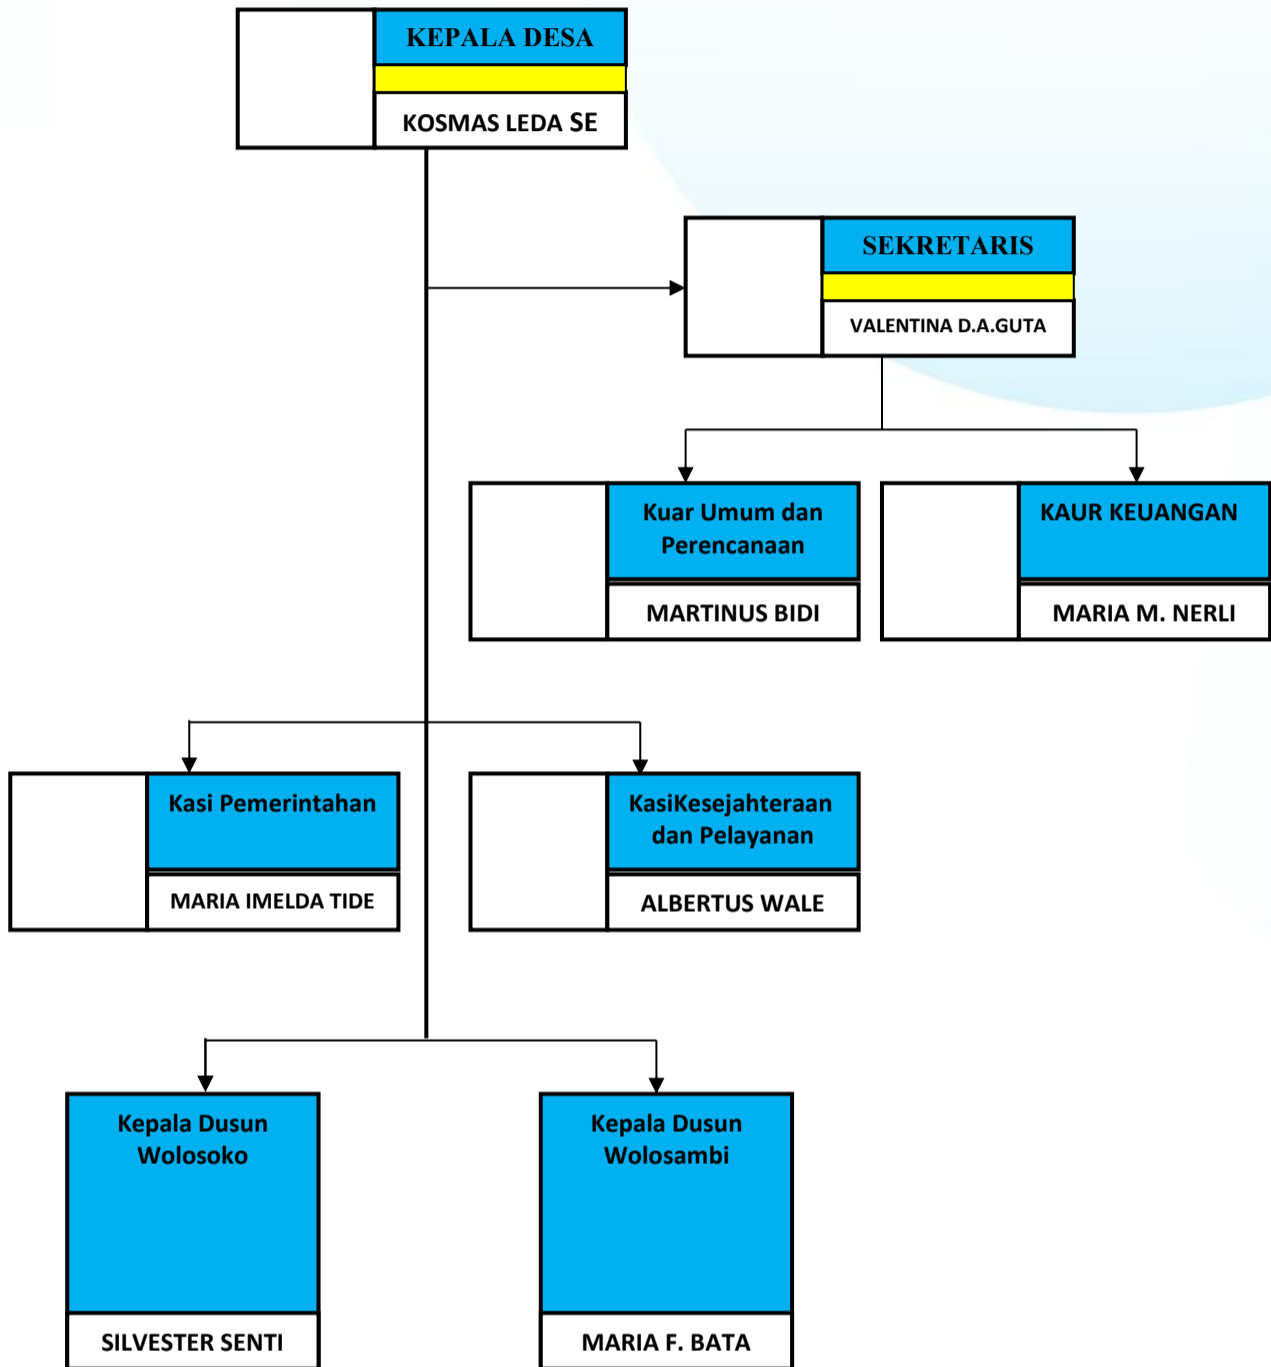 KEPALA DESA
KOSMAS LEDA SE
SEKRETARIS
VALENTINA D.A.GUTA
Kuar Umum dan
Perencanaan
MARTINUS BIDI
KAUR KEUANGAN
MARIA M. NERLI
Kasi Pemerintahan
MARIA IMELDA TIDE
KasiKesejahteraan
dan Pelayanan
ALBERTUS WALE
Kepala Dusun
Wolosoko
SILVESTER SENTI
Kepala Dusun
Wolosambi
MARIA F. BATA